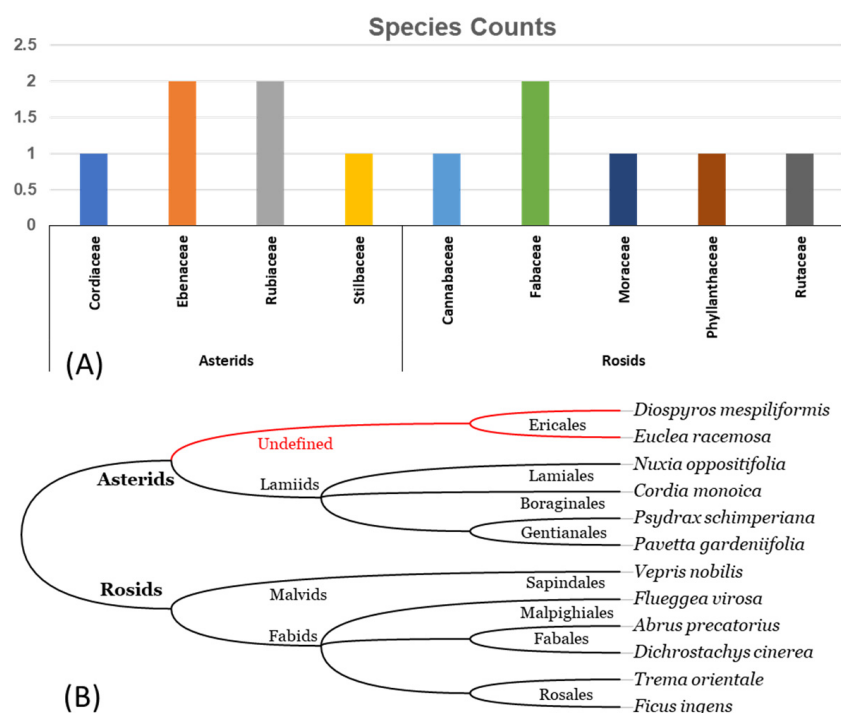 Species Counts
2.5
2
1.5
1
0.5
0
Cordiaceae
Ebenaceae
Rubiaceae
Stilbaceae
Cannabaceae
Fabaceae
Moraceae
Phyllanthaceae
Rutaceae
(A)
Asterids
Rosids
Diospyros mespiliformis
Ericales
Euclea racemosa
Undefined
Nuxia oppositifolia
Asterids
Lamiids
Lamiales
Cordia monoica
Boraginales
Psydrax schimperiana
Gentianales
Pavetta gardeniifolia
Vepris nobilis
Rosids
Malvids
Sapindales
Flueggea virosa
Malpighiales
Abrus precatorius
Fabids
Fabales
Dichrostachys cinerea
Trema orientale
(B)
Rosales
Ficus ingens